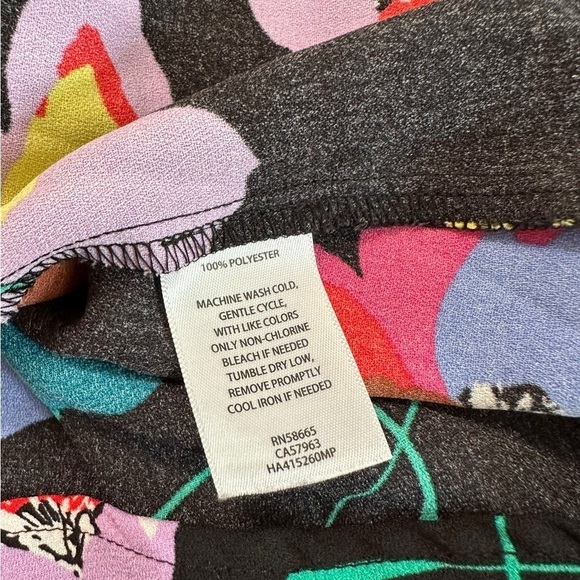 100% POLYESTER
MACHINE WASH COLD,
GENTLE CYCLE,
WITH LIKE COLORS
ONLY NON-CHLORINE
BLEACH IF NEEDED
TUMBLE DRY LOW,
REMOVE PROMPTLY
COOL IRON IF NEEDED
RN58665
CA57963
HA415260MP